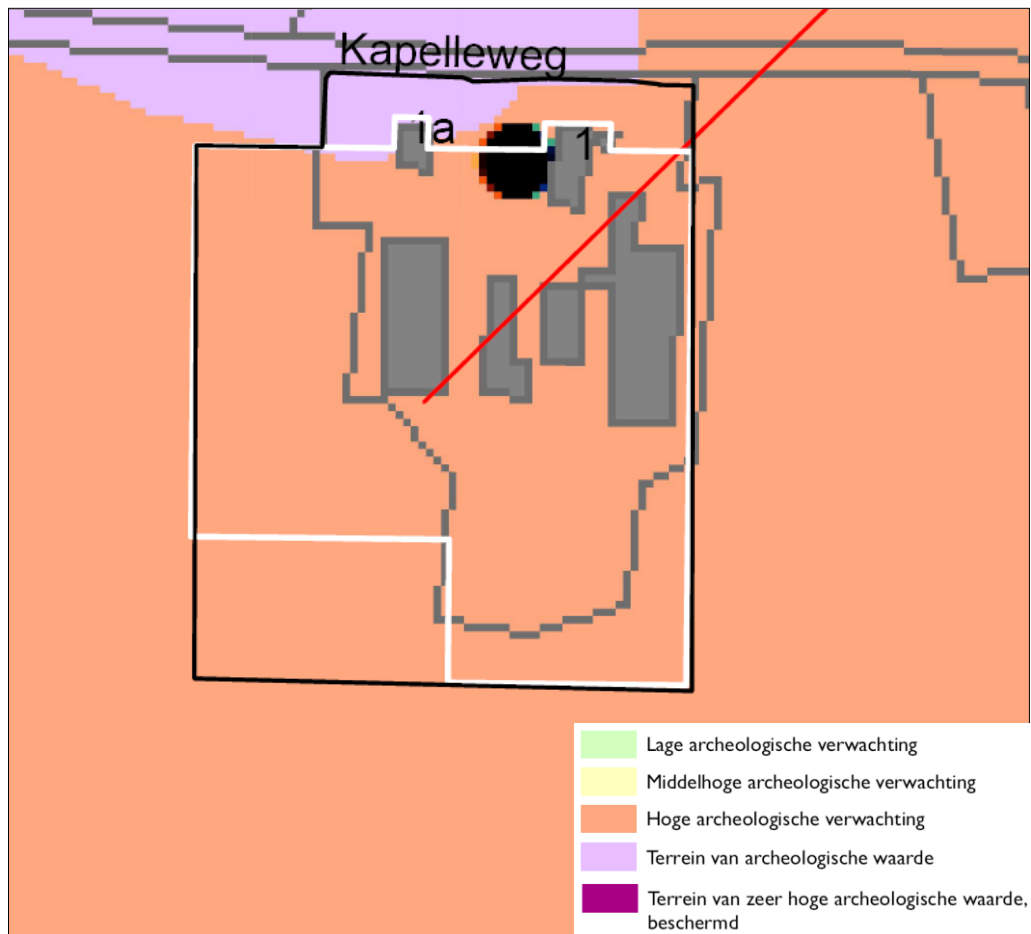 Kapelleweg
1a
1
Lage archeologische verwachting
Middelhoge archeologische verwachting
Hoge archeologische verwachting
Terrein van archeologische waarde
Terrein van zeer hoge archeologische waarde,
beschermd